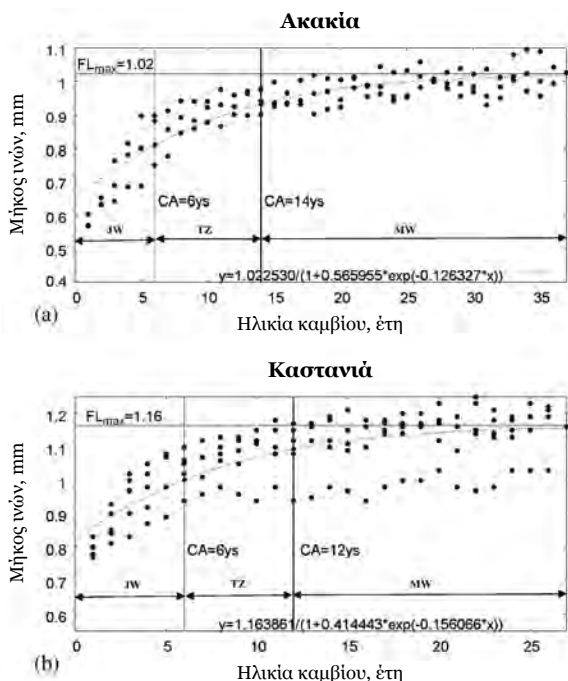 Ακακία
Μήκος ινών, mm
1.1
1
0.9
0.8
0.7
0.6
0.5
0.4
FLmax=1.02
CA=6ys
CA=14ys
JW
TZ
MW
y=1.022530/(1+0.565955*exp(-0.126327*x))
0 5 10 15 20 25 30 35
(a)
Ηλικία καμβίου, έτη
Καστανιά
Μήκος ινών, mm
1.2
1.1
1
0.9
0.8
0.7
0.6
FLmax=1.16
CA=6ys
CA=12ys
JW
TZ
MW
y=1.163861/(1+0.414443*exp(-0.156066*x))
0 5 10 15 20 25
(b)
Ηλικία καμβίου, έτη